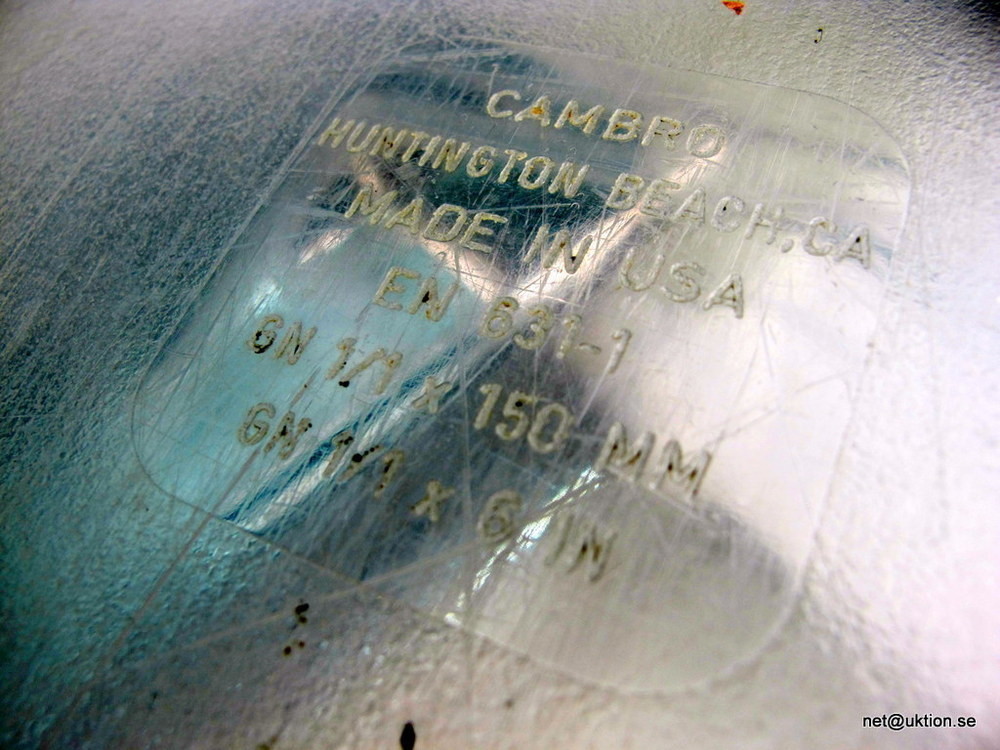 CAMBRO
HUNTINGTON BEACH, CA
MADE IN USA
EN 631-1
GN 1/1 x 150 MM
GN 1/1 x 6 IN
net@uktion.se